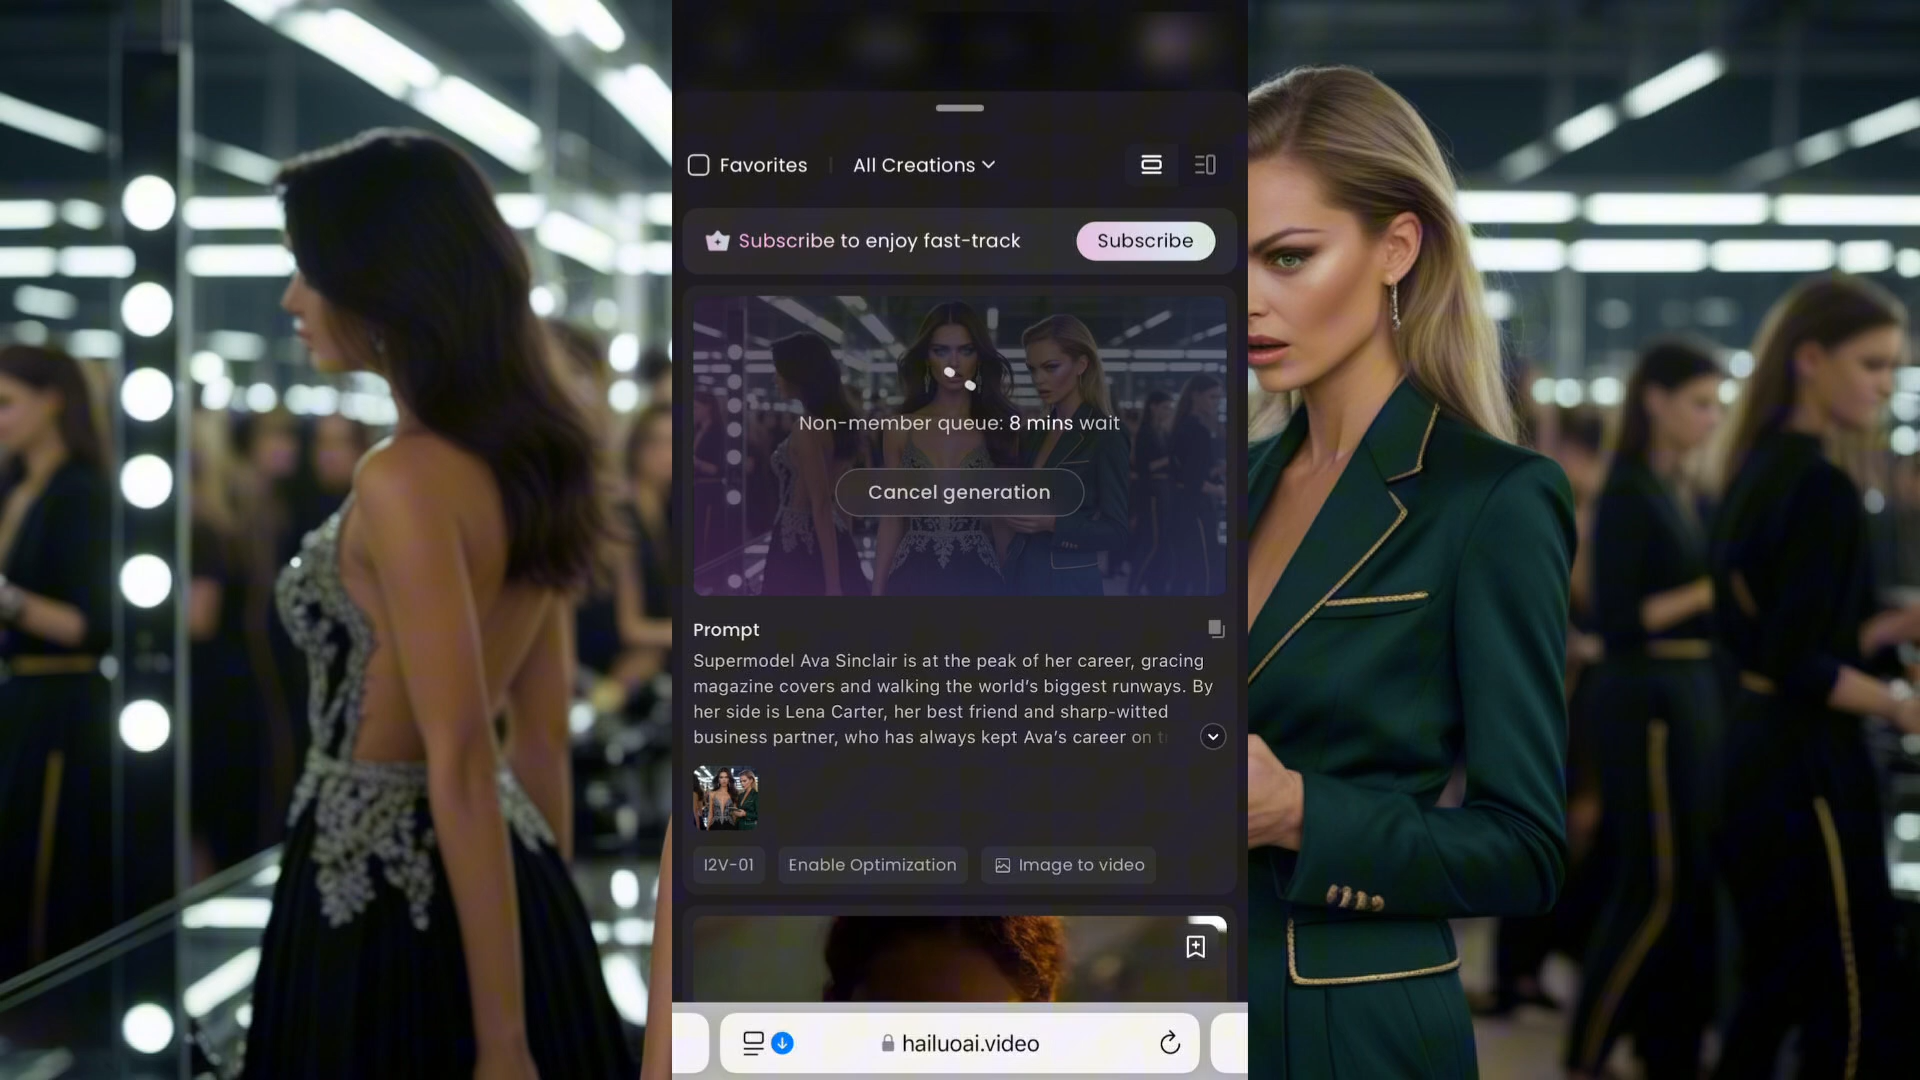 Favorites
All Creations
Subscribe to enjoy fast-track
Subscribe
Non-member queue: 8 mins wait
Cancel generation
Prompt
Supermodel Ava Sinclair is at the peak of her career, gracing
magazine covers and walking the world's biggest runways. By
her side is Lena Carter, her best friend and sharp-witted
business partner, who has always kept Ava's career on
I2V-01
Enable Optimization
Image to video
hailuoai.video